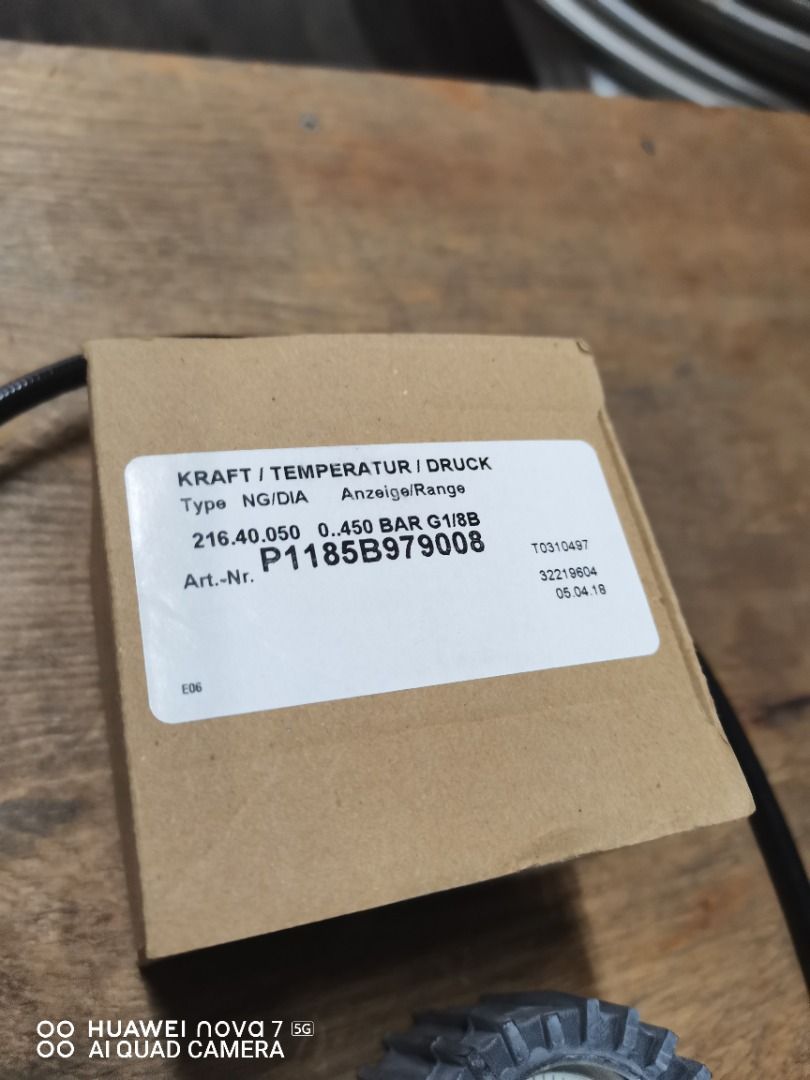 KRAFT / TEMPERATUR / DRUCK
Type NG/DIA Anzeige/Range
216.40.050 0..450 BAR G1/8B
Art.-Nr. P1185B979008
T0310497
32219604
05.04.18
E06
HUAWEI nova 7 5G
AI QUAD CAMERA